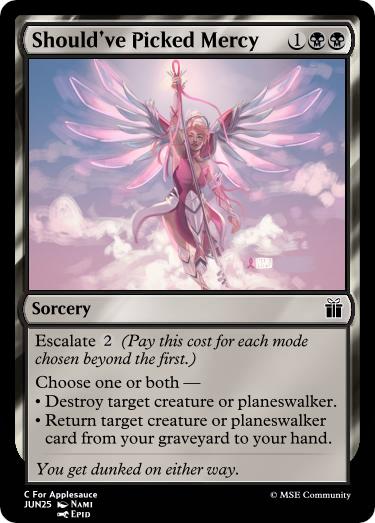 Should've Picked Mercy 1
Sorcery
Escalate 2 (Pay this cost for each mode
chosen beyond the first.)
Choose one or both —
• Destroy target creature or planeswalker.
• Return target creature or planeswalker
card from your graveyard to your hand.
You get dunked on either way.
C For Applesauce
JUN25 Nami
Epid
© MSE Community